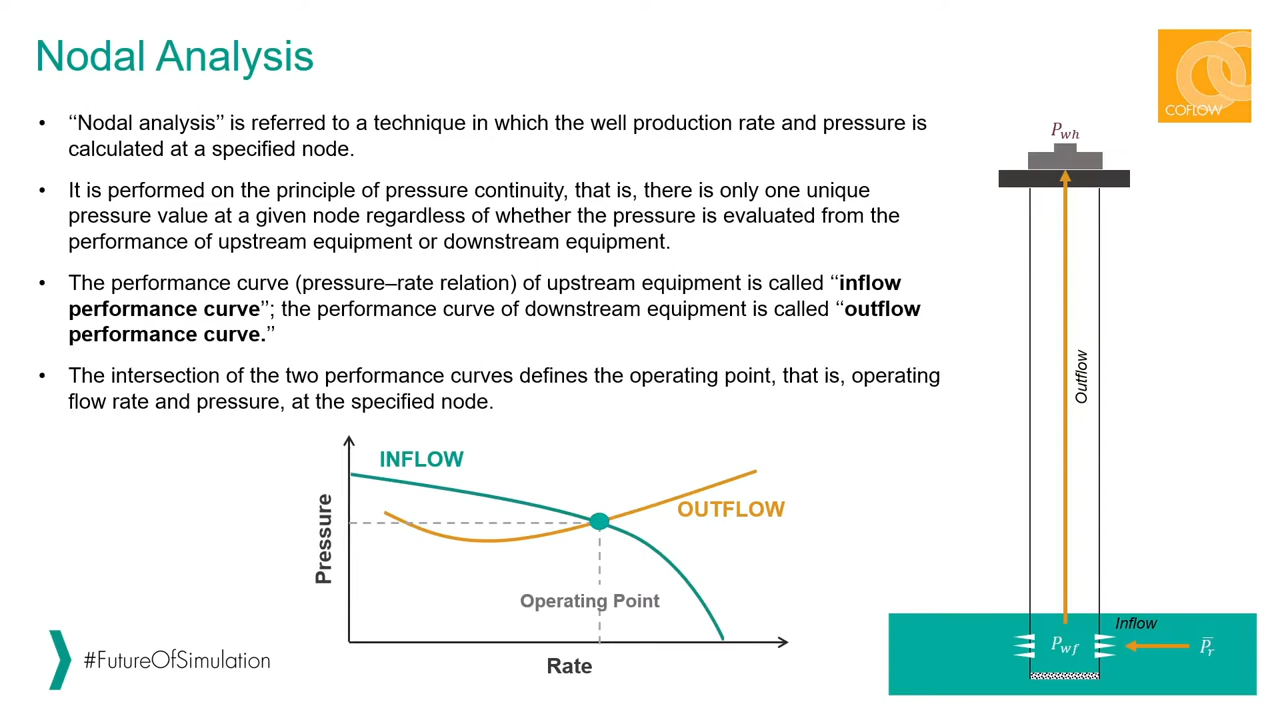 Nodal Analysis
COFLOW
• ‘‘Nodal analysis’’ is referred to a technique in which the well production rate and pressure is
calculated at a specified node.
• It is performed on the principle of pressure continuity, that is, there is only one unique
pressure value at a given node regardless of whether the pressure is evaluated from the
performance of upstream equipment or downstream equipment.
• The performance curve (pressure–rate relation) of upstream equipment is called ‘‘inflow
performance curve’’; the performance curve of downstream equipment is called ‘‘outflow
performance curve.’’
• The intersection of the two performance curves defines the operating point, that is, operating
flow rate and pressure, at the specified node.
INFLOW
OUTFLOW
Pressure
Operating Point
Rate
#FutureOfSimulation
P_wh
Outflow
Inflow
P_wf
P̅_r